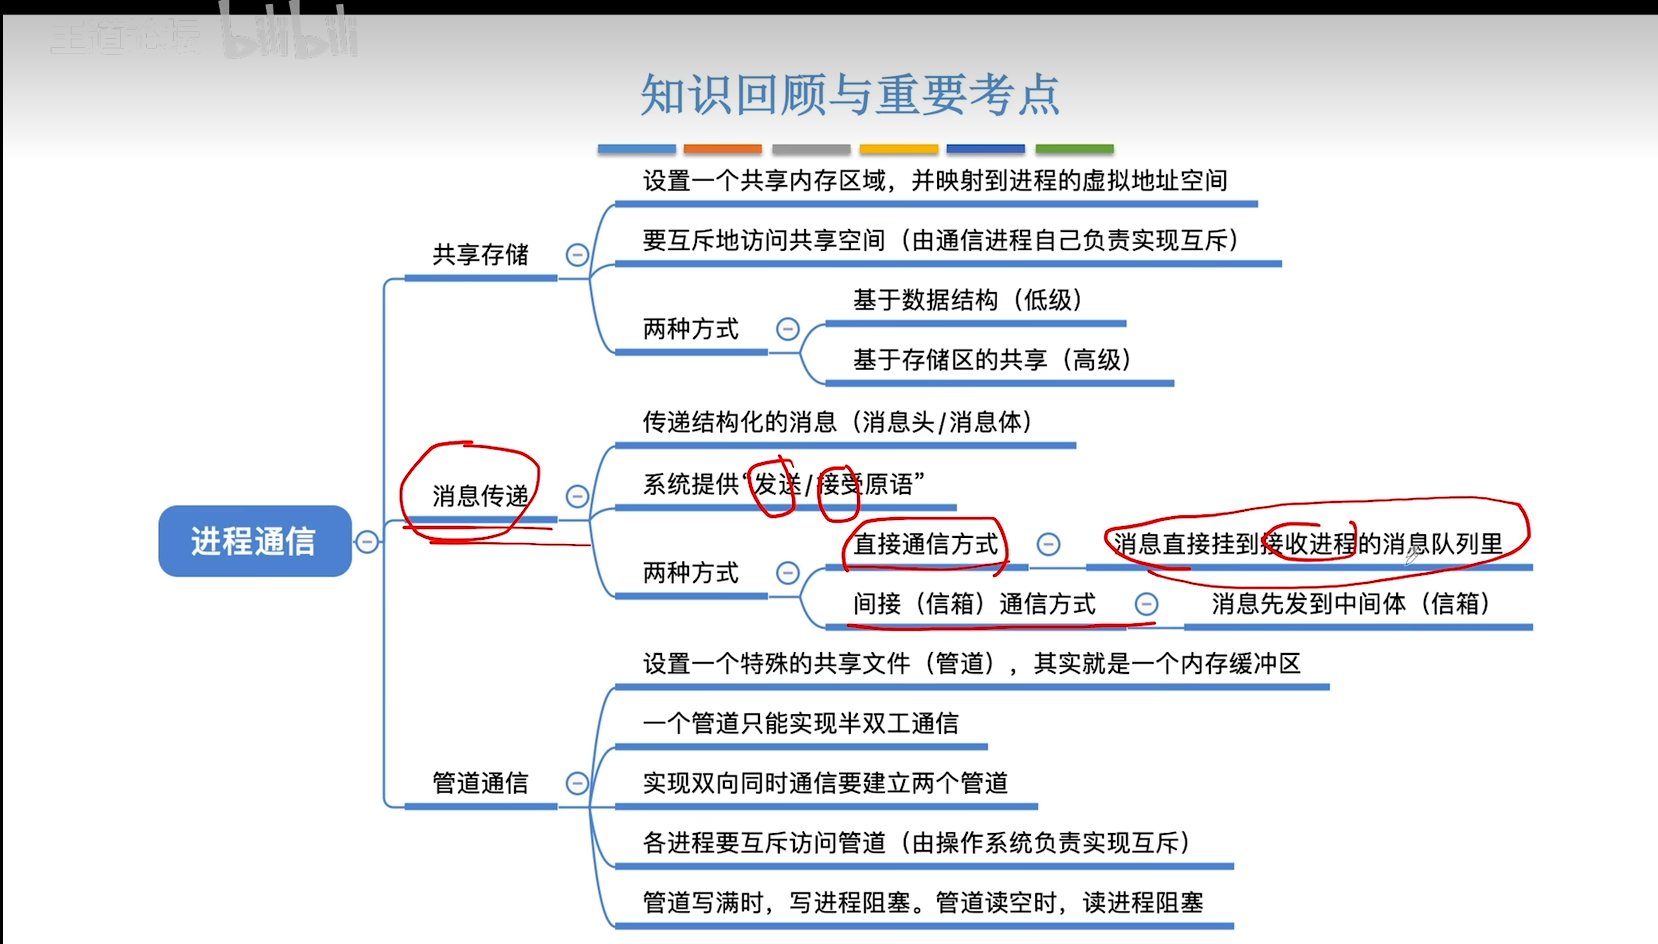 王道论坛 bilibili
知识回顾与重要考点
进程通信
共享存储
设置一个共享内存区域，并映射到进程的虚拟地址空间
要互斥地访问共享空间（由通信进程自己负责实现互斥）
两种方式
基于数据结构（低级）
基于存储区的共享（高级）
消息传递
传递结构化的消息（消息头/消息体）
系统提供“发送/接受原语”
两种方式
直接通信方式
消息直接挂到接收进程的消息队列里
间接（信箱）通信方式
消息先发到中间体（信箱）
管道通信
设置一个特殊的共享文件（管道），其实就是一个内存缓冲区
一个管道只能实现半双工通信
实现双向同时通信要建立两个管道
各进程要互斥访问管道（由操作系统负责实现互斥）
管道写满时，写进程阻塞。管道读空时，读进程阻塞